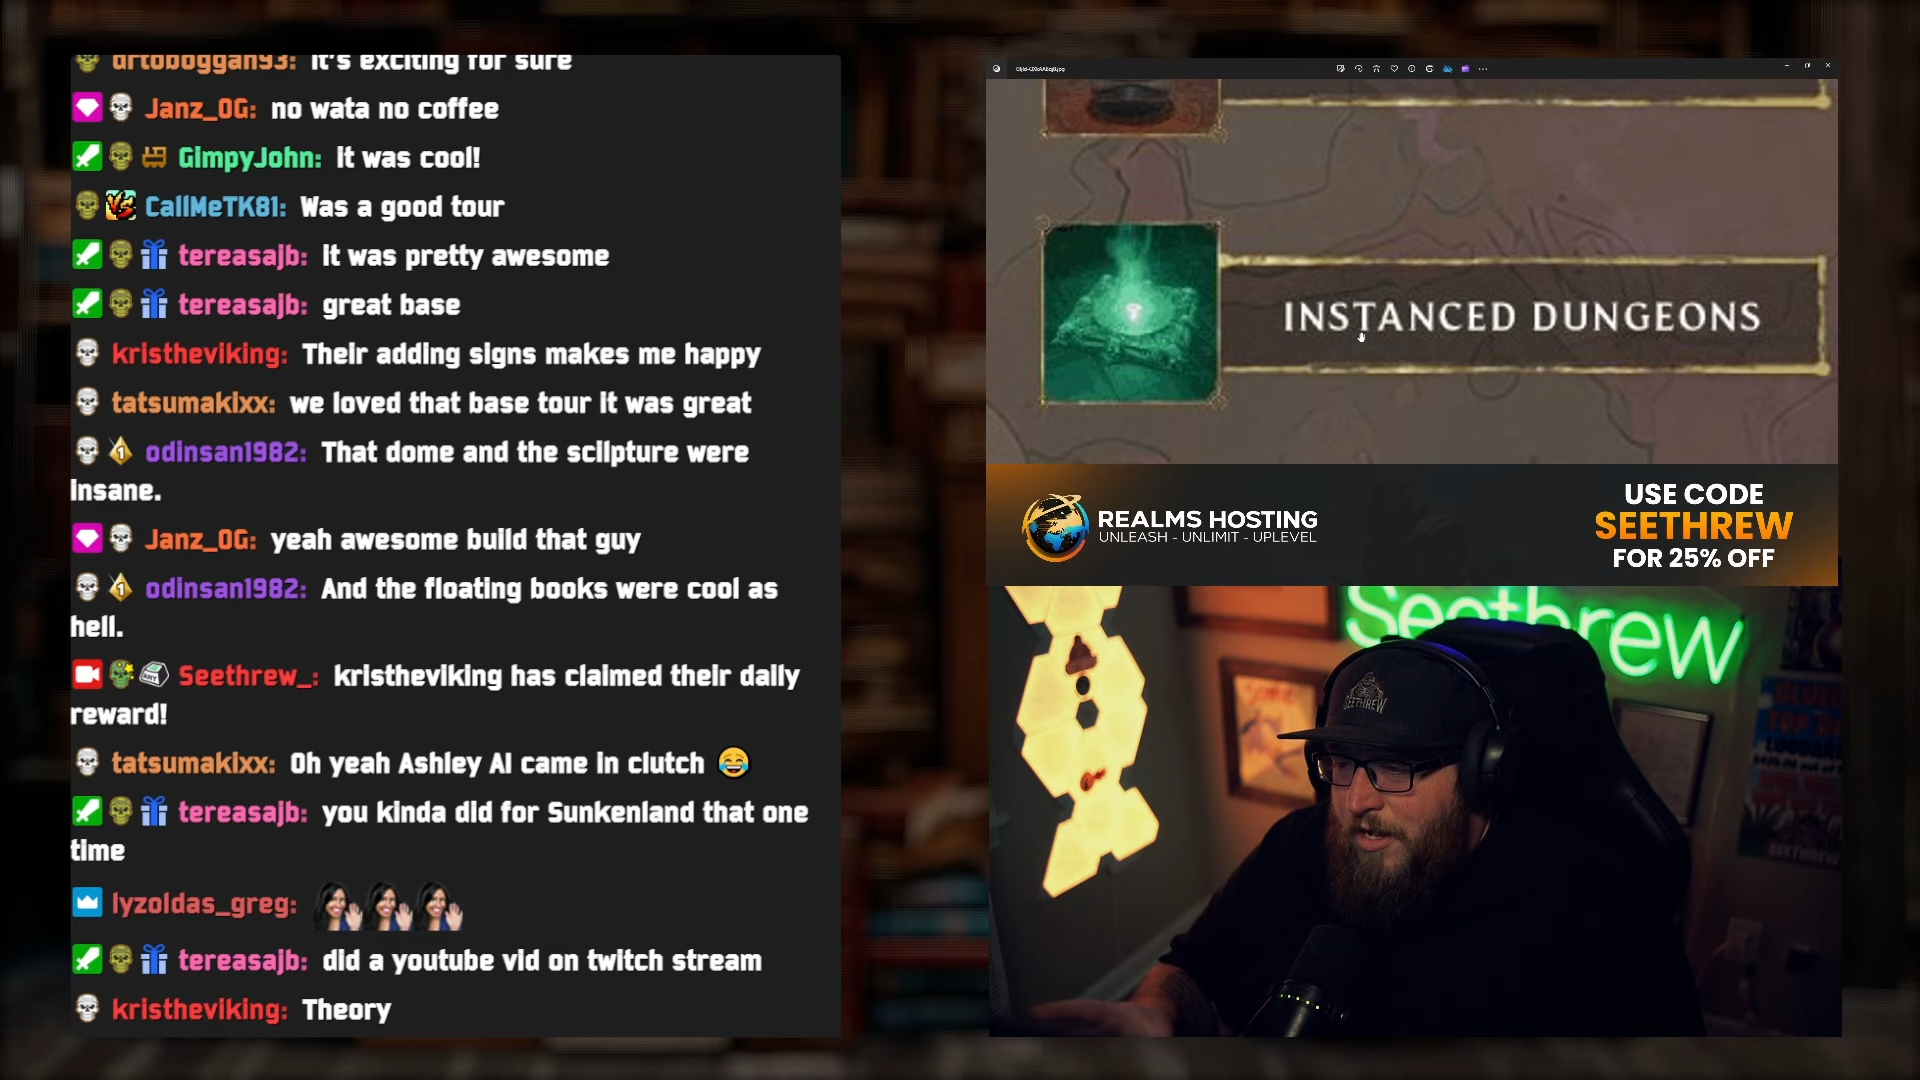 drtoboggan93: it's exciting for sure
Janz_OG: no wata no coffee
GimpyJohn: it was cool!
CallMeTK81: Was a good tour
tereasajb: It was pretty awesome
tereasajb: great base
kristheviking: Their adding signs makes me happy
tatsumakixx: we loved that base tour it was great
odinsan1982: That dome and the scilpture were
insane.
Janz_OG: yeah awesome build that guy
odinsan1982: And the floating books were cool as
hell.
Seethrew_: kristheviking has claimed their daily
reward!
tatsumakixx: Oh yeah Ashley AI came in clutch
tereasajb: you kinda did for Sunkenland that one
time
lyzoldas_greg:
tereasajb: did a youtube vid on twitch stream
kristheviking: Theory
INSTANCED DUNGEONS
REALMS HOSTING
UNLEASH - UNLIMIT - UPLEVEL
USE CODE
SEETHREW
FOR 25% OFF
Seethrew
SEETHREW